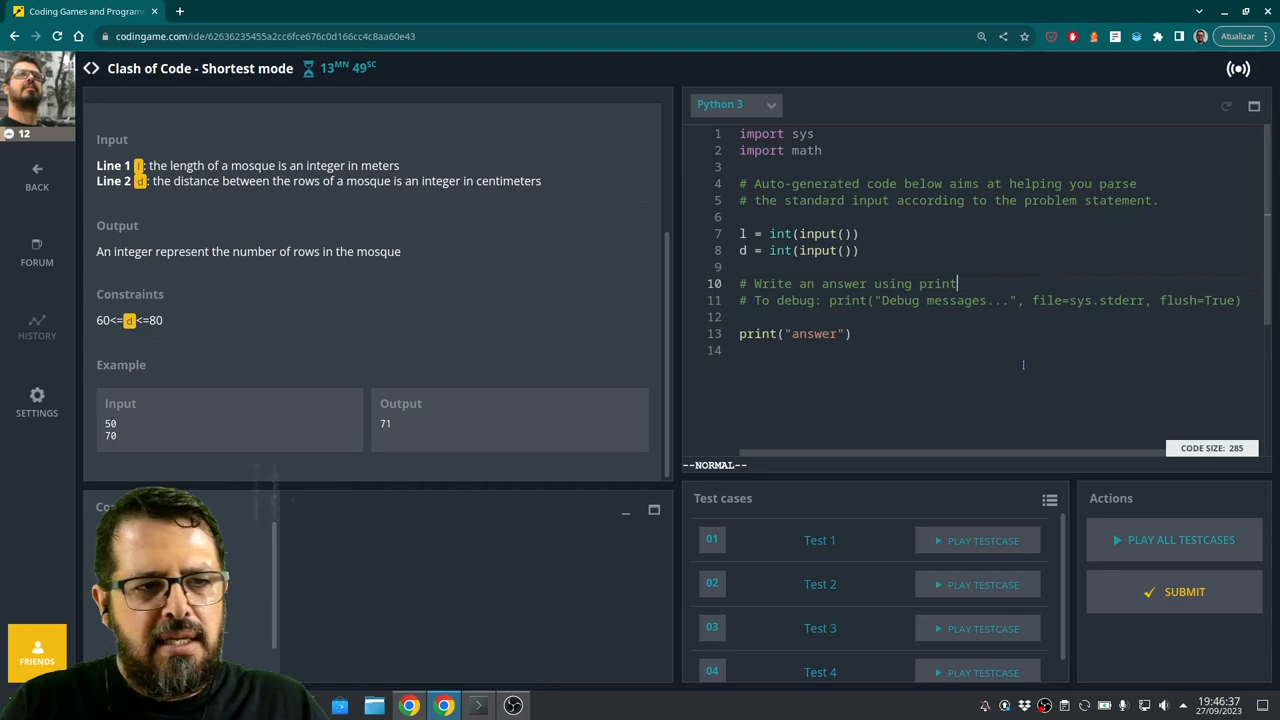 Coding Games and Programm
codingame.com/ide/62636235455a2cc6fce676c0d166cc4c8aa60e43
Atualizar
Clash of Code - Shortest mode
13 MN 49 SC
12
BACK
FORUM
HISTORY
SETTINGS
FRIENDS
Input
Line 1 l: the length of a mosque is an integer in meters
Line 2 d: the distance between the rows of a mosque is an integer in centimeters
Output
An integer represent the number of rows in the mosque
Constraints
60<=d<=80
Example
Input
50
70
Output
71
Co
Python 3
1 import sys
2 import math
3
4 # Auto-generated code below aims at helping you parse
5 # the standard input according to the problem statement.
6
7 l = int(input())
8 d = int(input())
9
10 # Write an answer using print
11 # To debug: print("Debug messages...", file=sys.stderr, flush=True)
12
13 print("answer")
14
CODE SIZE: 285
--NORMAL--
Test cases
01 Test 1 PLAY TESTCASE
02 Test 2 PLAY TESTCASE
03 Test 3 PLAY TESTCASE
04 Test 4 PLAY TESTCASE
Actions
PLAY ALL TESTCASES
SUBMIT
19:46:37
27/09/2023